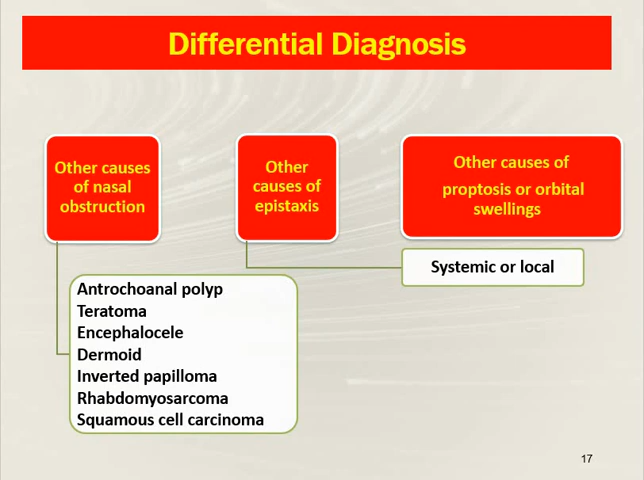 Differential Diagnosis
Other causes
of nasal
obstruction
Other
causes of
epistaxis
Other causes of
proptosis or orbital
swellings
Systemic or local
Antrochoanal polyp
Teratoma
Encephalocele
Dermoid
Inverted papilloma
Rhabdomyosarcoma
Squamous cell carcinoma
17